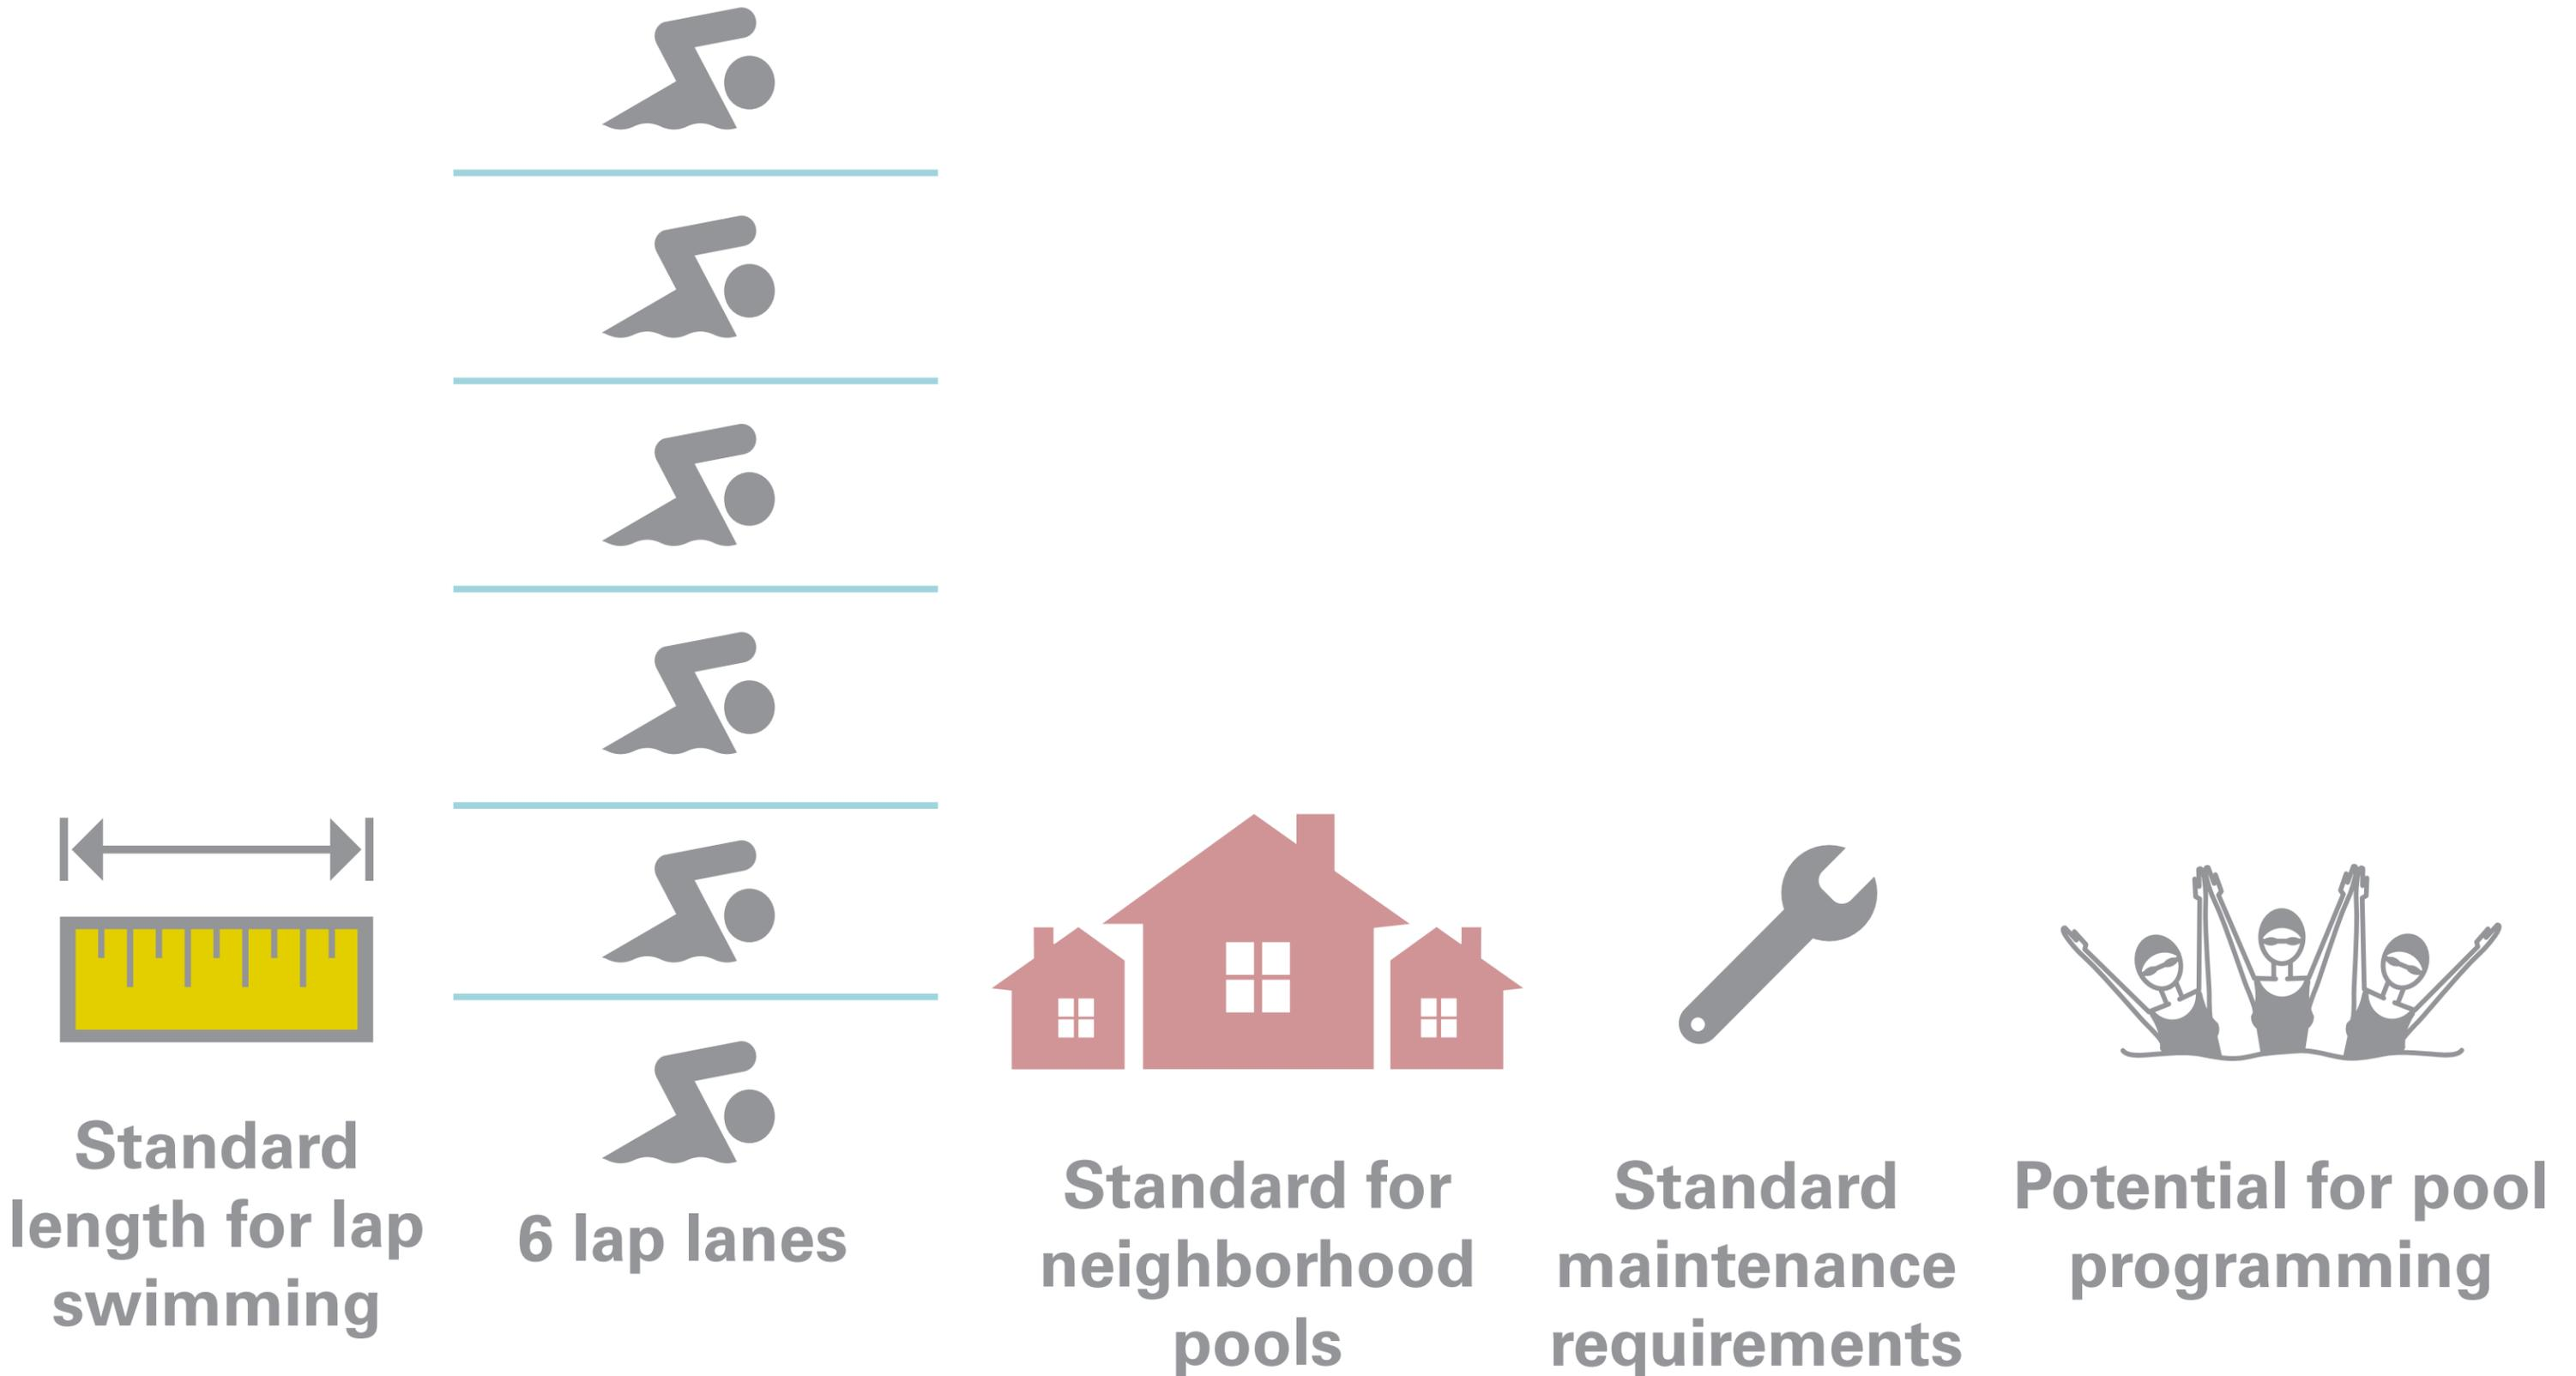 Standard
length for lap
swimming
6 lap lanes
Standard for
neighborhood
pools
Standard
maintenance
requirements
Potential for pool
programming